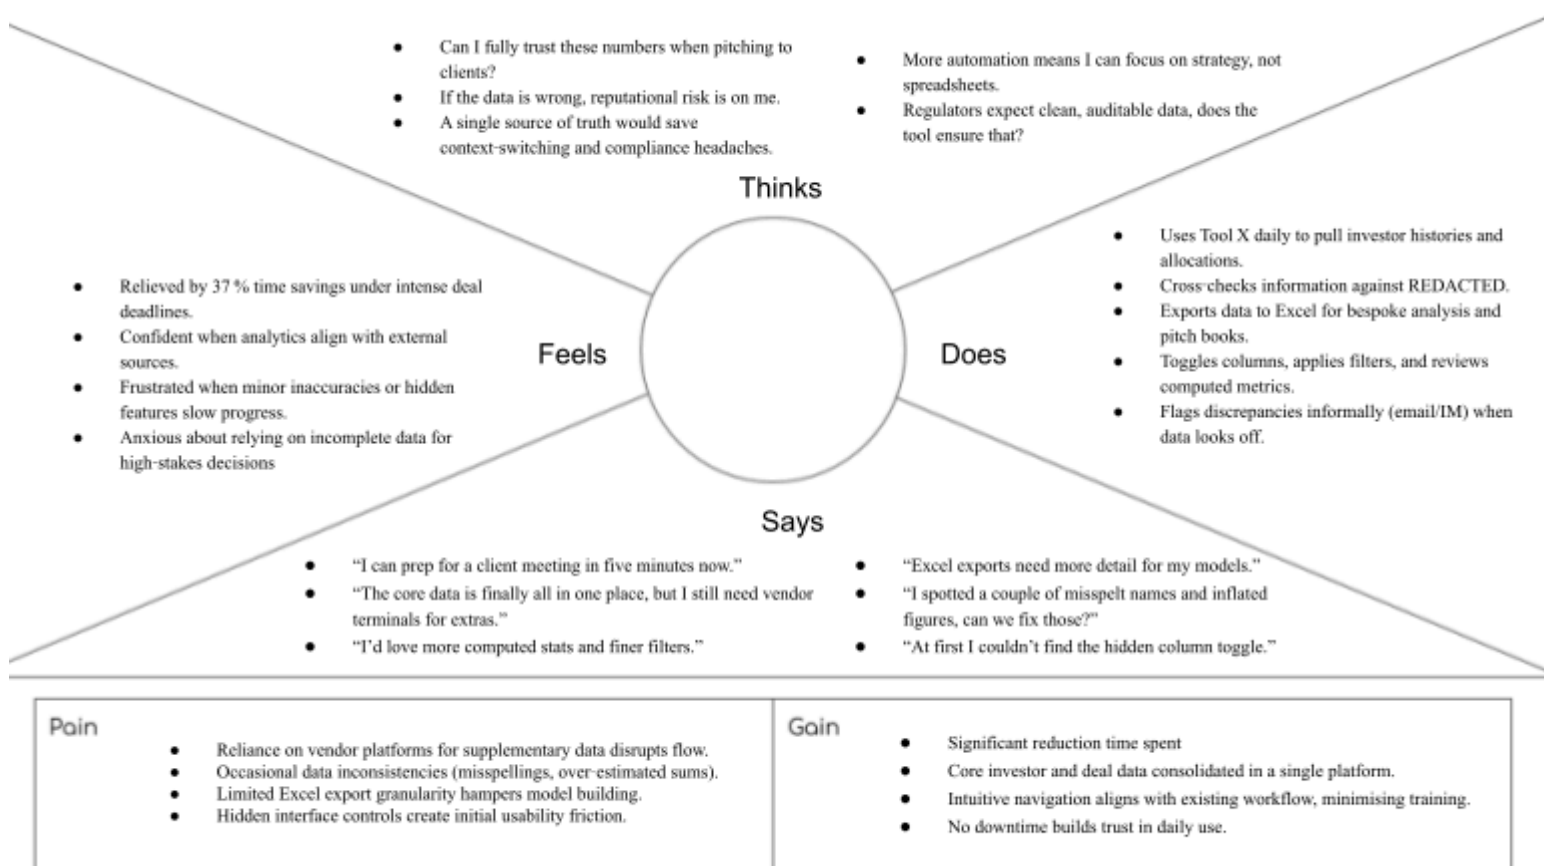 ● Can I fully trust these numbers when pitching to
clients?
● If the data is wrong, reputational risk is on me.
● A single source of truth would save
context-switching and compliance headaches.
● More automation means I can focus on strategy, not
spreadsheets.
● Regulators expect clean, auditable data, does the
tool ensure that?
Thinks
● Relieved by 37 % time savings under intense deal
deadlines.
● Confident when analytics align with external
sources.
● Frustrated when minor inaccuracies or hidden
features slow progress.
● Anxious about relying on incomplete data for
high-stakes decisions
Feels
Does
● Uses Tool X daily to pull investor histories and
allocations.
● Cross-checks information against REDACTED.
● Exports data to Excel for bespoke analysis and
pitch books.
● Toggles columns, applies filters, and reviews
computed metrics.
● Flags discrepancies informally (email/IM) when
data looks off.
Says
● “I can prep for a client meeting in five minutes now.”
● “The core data is finally all in one place, but I still need vendor
terminals for extras.”
● “I’d love more computed stats and finer filters.”
● “Excel exports need more detail for my models.”
● “I spotted a couple of misspelt names and inflated
figures, can we fix those?”
● “At first I couldn’t find the hidden column toggle.”
Pain
● Reliance on vendor platforms for supplementary data disrupts flow.
● Occasional data inconsistencies (misspellings, over-estimated sums).
● Limited Excel export granularity hampers model building.
● Hidden interface controls create initial usability friction.
Gain
● Significant reduction time spent
● Core investor and deal data consolidated in a single platform.
● Intuitive navigation aligns with existing workflow, minimising training.
● No downtime builds trust in daily use.